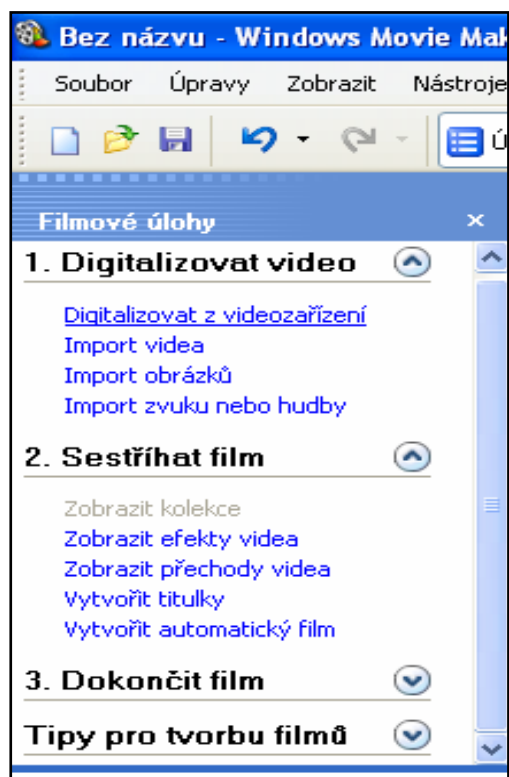 Bez názvu - Windows Movie Mak
Soubor Úpravy Zobrazit Nástroje
Ú
Filmové úlohy
1. Digitalizovat video
Digitalizovat z videozařízení
Import videa
Import obrázků
Import zvuku nebo hudby
2. Sestříhat film
Zobrazit kolekce
Zobrazit efekty videa
Zobrazit přechody videa
Vytvořit titulky
Vytvořit automatický film
3. Dokončit film
Tipy pro tvorbu filmů